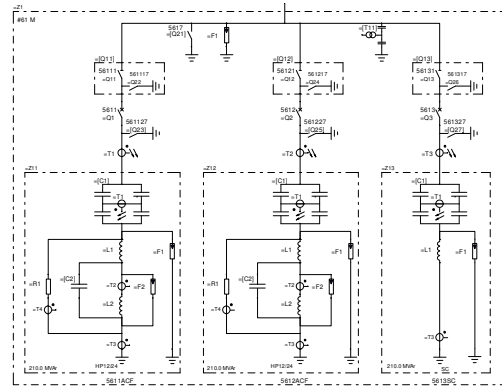 =Z1
#61 M
5617
=[Q21]
=F1
=[T11]
=[Q11]
56111
=Q11
561117
=Q22
=[Q12]
56121
=Q12
561217
=Q24
=[Q13]
56131
=Q13
561317
=Q26
5611
=Q1
561127
=[Q23]
5612
=Q2
561227
=[Q25]
5613
=Q3
561327
=[Q27]
=T1
=T2
=T3
=Z11
=[C1]
=T1
=L1
=F1
=R1
=[C2]
=T2
=F2
=T4
=L2
=T3
210.0 MVAr
HP12/24
5611ACF
=Z12
=[C1]
=T1
=L1
=F1
=R1
=[C2]
=T2
=F2
=T4
=L2
=T3
210.0 MVAr
HP12/24
5612ACF
=Z13
=[C1]
=T1
=L1
=F1
=T3
210.0 MVAr
SC
5613SC